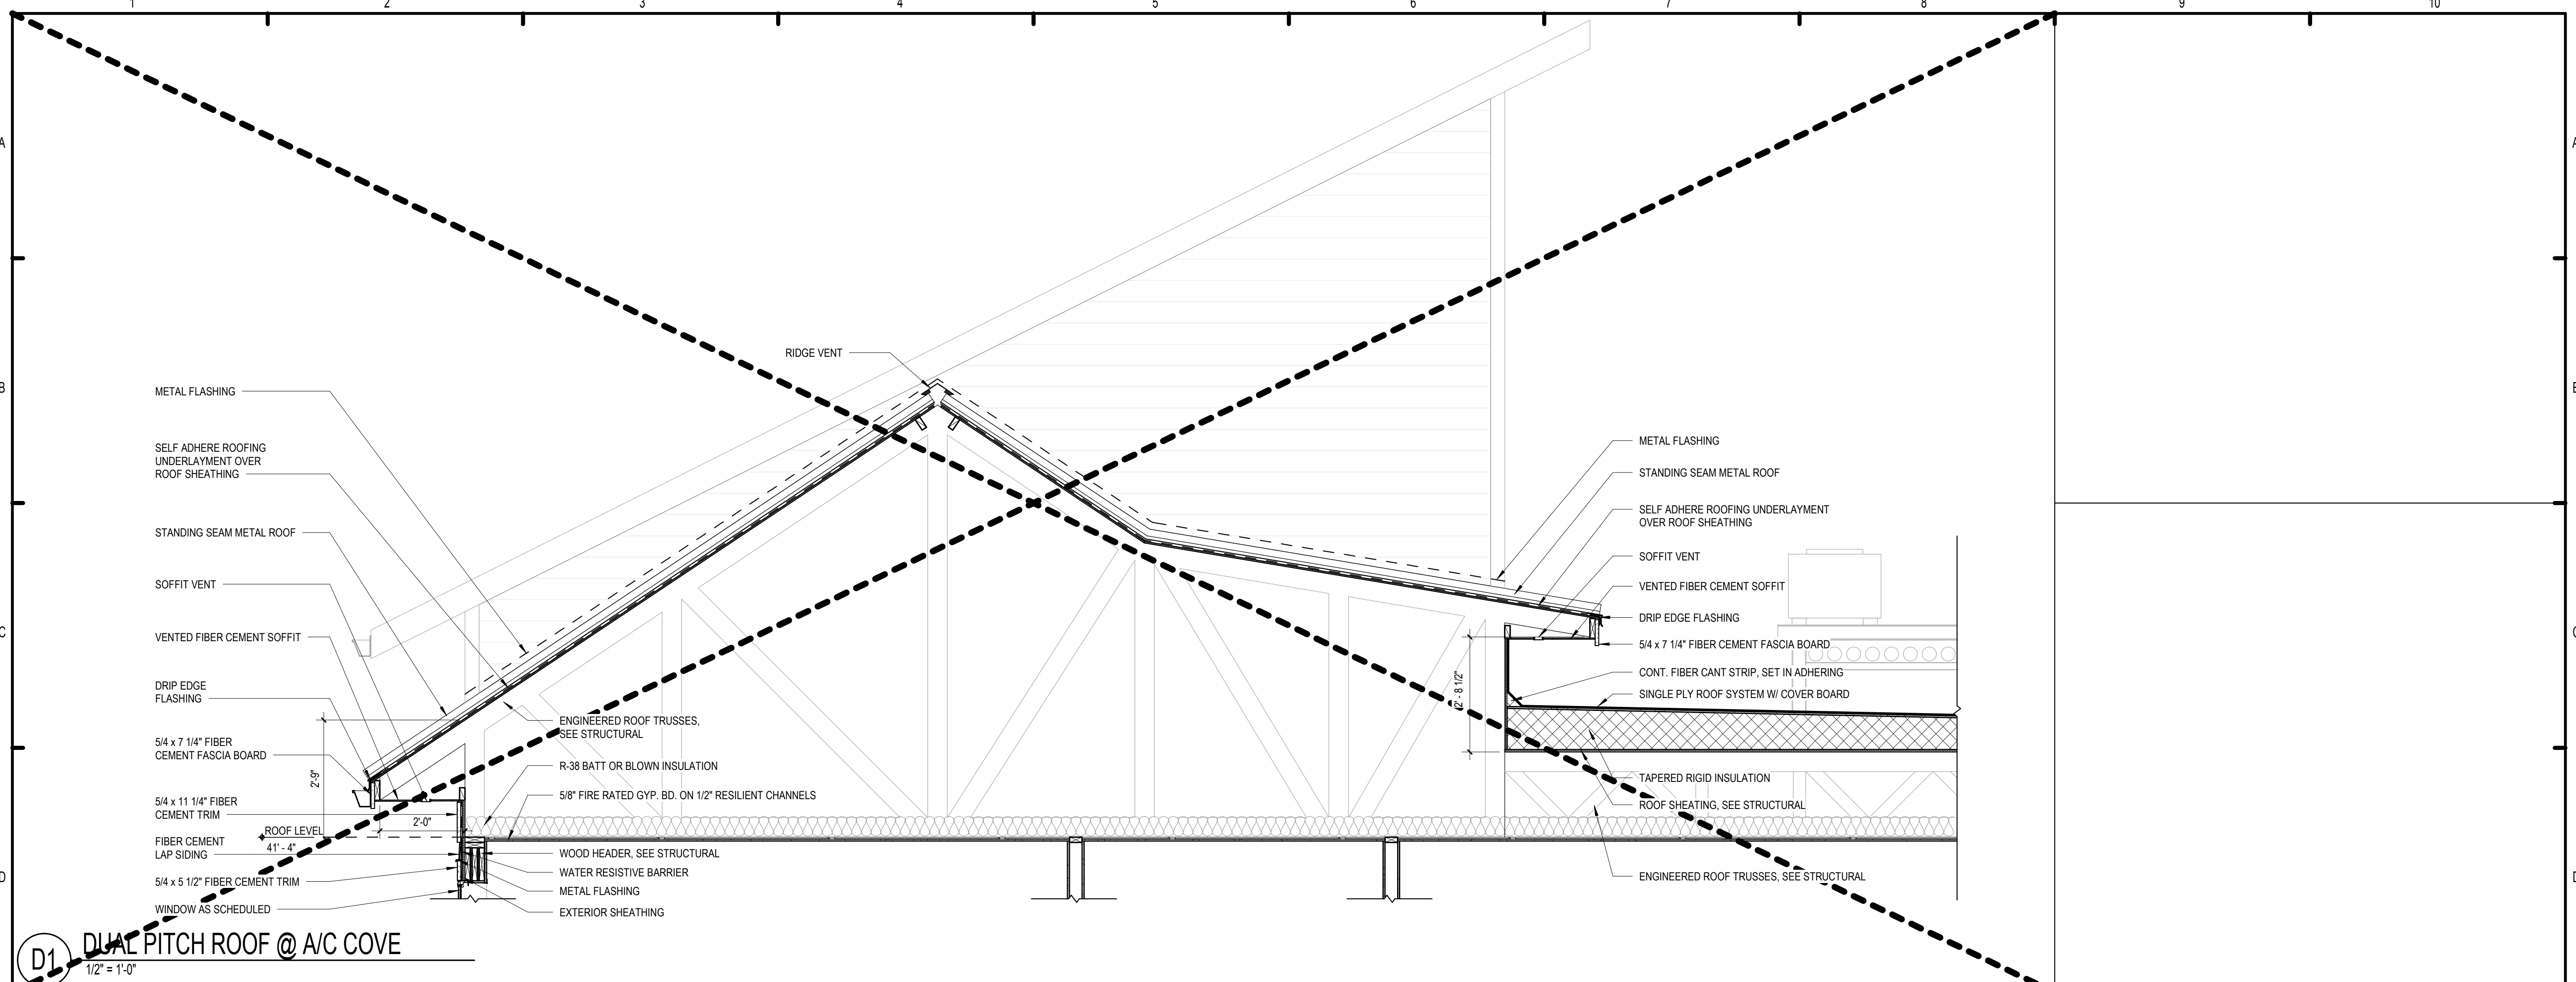 1 2 3 4 5 6 7 8 9 10
A
A
RIDGE VENT
B
METAL FLASHING
SELF ADHERE ROOFING
UNDERLAYMENT OVER
ROOF SHEATHING
STANDING SEAM METAL ROOF
SOFFIT VENT
VENTED FIBER CEMENT SOFFIT
C
DRIP EDGE
FLASHING
5/4 x 7 1/4" FIBER
CEMENT FASCIA BOARD
2'-9"
5/4 x 11 1/4" FIBER
CEMENT TRIM
2'-0"
ROOF LEVEL
41' - 4"
FIBER CEMENT
LAP SIDING
D
5/4 x 5 1/2" FIBER CEMENT TRIM
WINDOW AS SCHEDULED
ENGINEERED ROOF TRUSSES,
SEE STRUCTURAL
R-38 BATT OR BLOWN INSULATION
5/8" FIRE RATED GYP. BD. ON 1/2" RESILIENT CHANNELS
WOOD HEADER, SEE STRUCTURAL
WATER RESISTIVE BARRIER
METAL FLASHING
EXTERIOR SHEATHING
METAL FLASHING
STANDING SEAM METAL ROOF
SELF ADHERE ROOFING UNDERLAYMENT
OVER ROOF SHEATHING
SOFFIT VENT
VENTED FIBER CEMENT SOFFIT
DRIP EDGE FLASHING
5/4 x 7 1/4" FIBER CEMENT FASCIA BOARD
2' - 8 1/2"
CONT. FIBER CANT STRIP, SET IN ADHERING
SINGLE PLY ROOF SYSTEM W/ COVER BOARD
TAPERED RIGID INSULATION
ROOF SHEATING, SEE STRUCTURAL
ENGINEERED ROOF TRUSSES, SEE STRUCTURAL
D1
DUAL PITCH ROOF @ A/C COVE
1/2" = 1'-0"